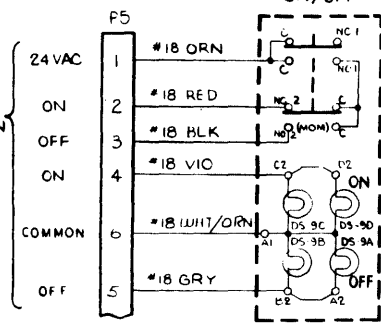 P5
24 VAC 1 #18 ORN C NC 1
C NC 1
ON 2 #18 RED NC 2 C
OFF 3 #18 BLK NO 2 (MOM) C
ON 4 #18 VIO C2 D2
ON
COMMON 6 #18 WHT/ORN A1 DS-9C DS-9D
DS 9B DS 9A
OFF
OFF 5 #18 GRY B2 A2